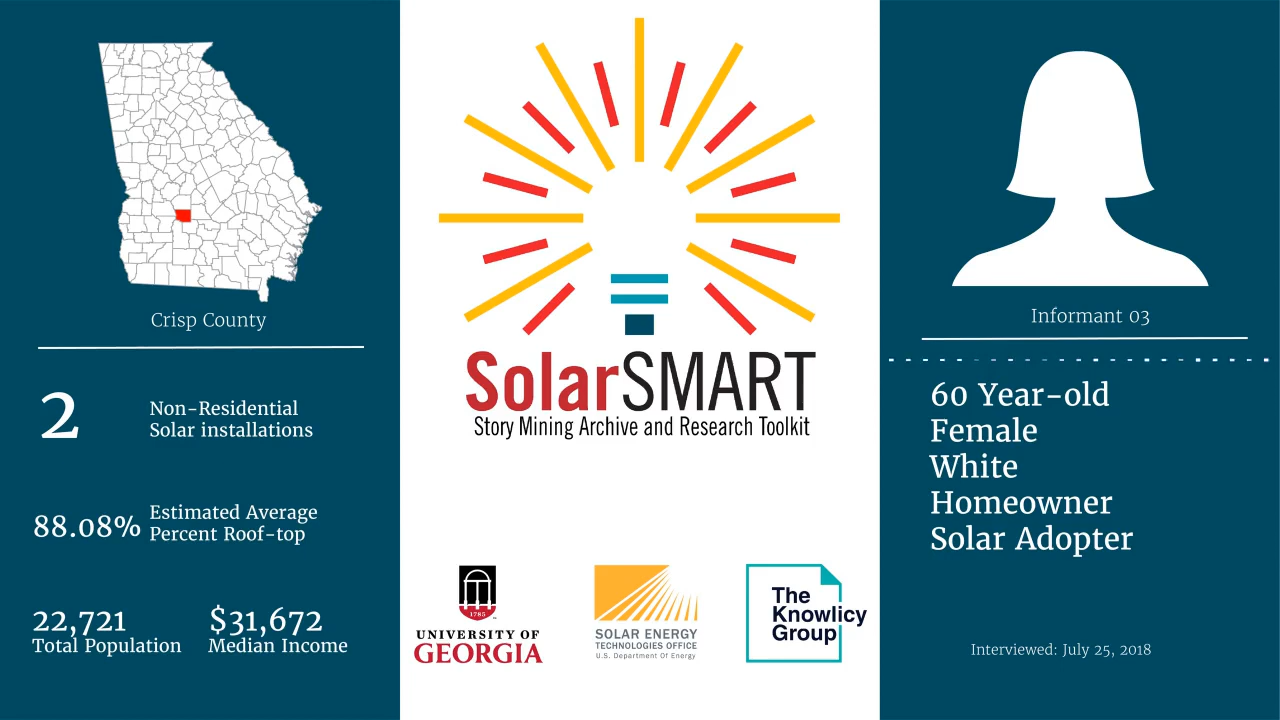 Crisp County
2
Non-Residential
Solar installations
88.08%
Estimated Average
Percent Roof-top
22,721
Total Population
$31,672
Median Income
SolarSMART
Story Mining Archive and Research Toolkit
1785
UNIVERSITY OF
GEORGIA
SOLAR ENERGY
TECHNOLOGIES OFFICE
U.S. Department Of Energy
The
Knowlicy
Group
Informant 03
60 Year-old
Female
White
Homeowner
Solar Adopter
Interviewed: July 25, 2018